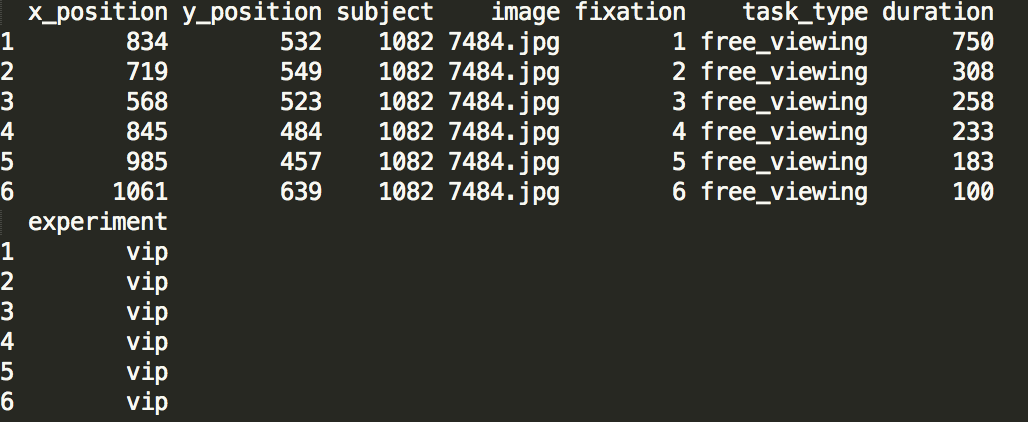 x_position y_position subject    image fixation    task_type duration
1        834        532    1082 7484.jpg        1 free_viewing      750
2        719        549    1082 7484.jpg        2 free_viewing      308
3        568        523    1082 7484.jpg        3 free_viewing      258
4        845        484    1082 7484.jpg        4 free_viewing      233
5        985        457    1082 7484.jpg        5 free_viewing      183
6       1061        639    1082 7484.jpg        6 free_viewing      100
  experiment
1        vip
2        vip
3        vip
4        vip
5        vip
6        vip